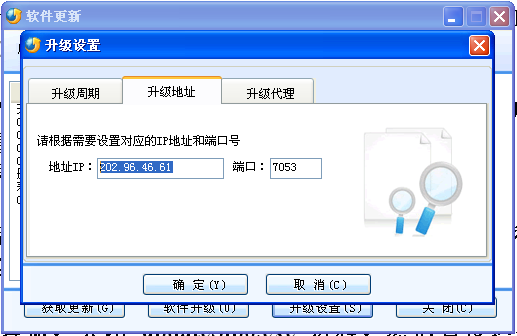 软件更新
升级设置
升级周期 升级地址 升级代理
请根据需要设置对应的IP地址和端口号
地址IP： 202.96.46.61 端口： 7053
确 定(Y) 取 消(C)
获取更新(G) 软件升级(U) 升级设置(S) 关 闭(C)